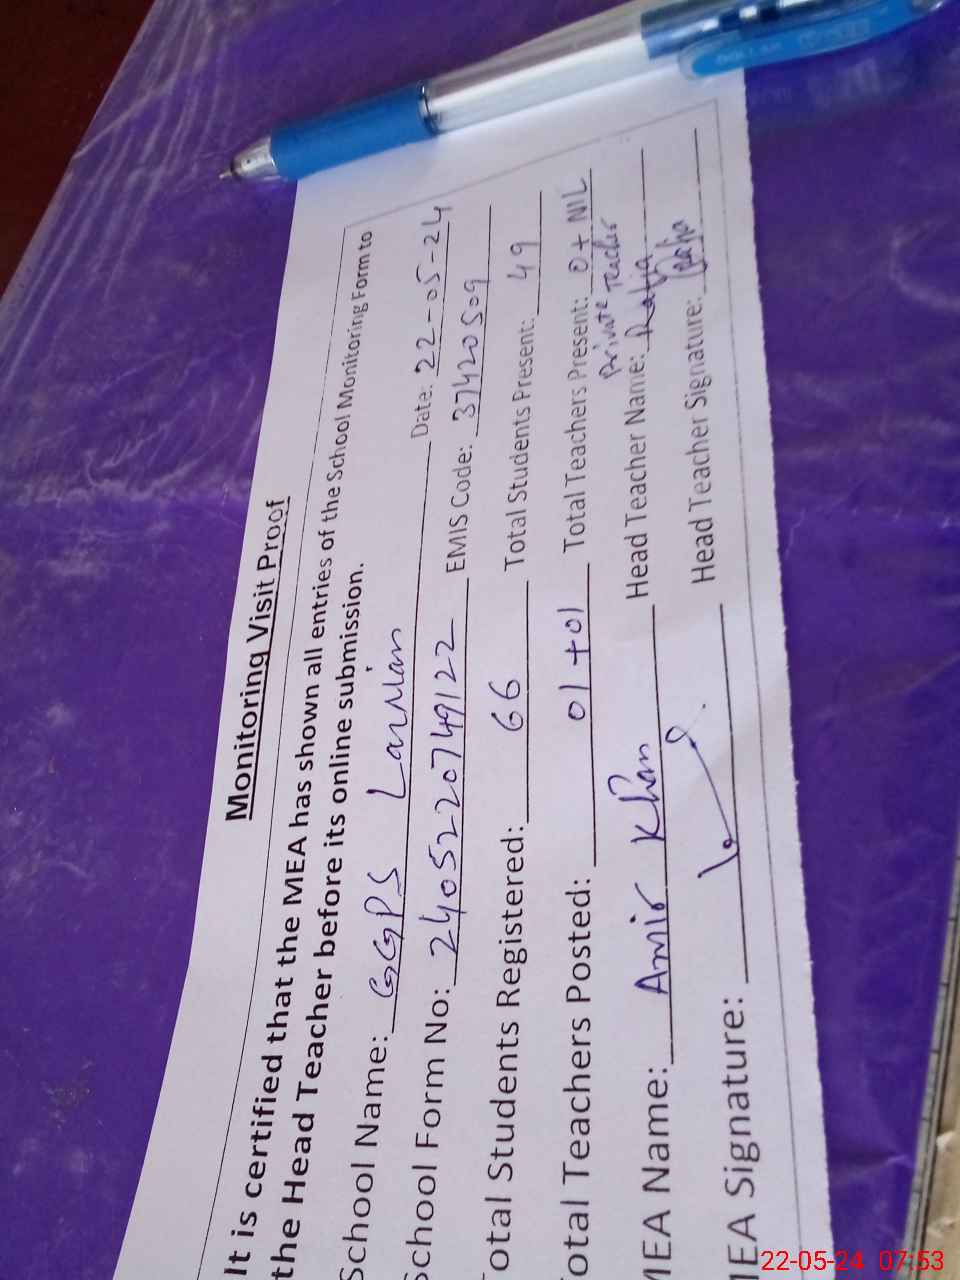 Monitoring Visit Proof
It is certified that the MEA has shown all entries of the School Monitoring Form to
the Head Teacher before its online submission.
School Name: GGPS Larmian Date: 22-05-24
School Form No: 2405220749122 EMIS Code: 37420509
Total Students Registered: 66 Total Students Present: 49
Total Teachers Posted: 01+01 Total Teachers Present: 0+NIL
Private Teacher
MEA Name: Amir Khan Head Teacher Name: Rafia
MEA Signature: Head Teacher Signature:
DOLLAR
22-05-24 07:53